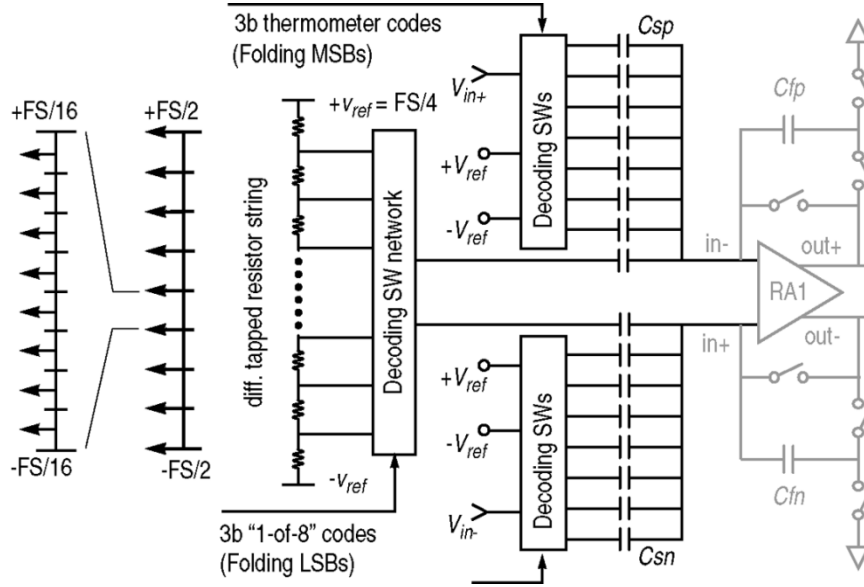 3b thermometer codes
(Folding MSBs)
Csp
Vin+
+Vref
-Vref
Decoding SWs
Cfp
+FS/16
+FS/2
+vref = FS/4
diff. tapped resistor string
Decoding SW network
in-
out+
RA1
in+
out-
-FS/16
-FS/2
-vref
+Vref
-Vref
Vin-
Decoding SWs
Cfn
Csn
3b “1-of-8” codes
(Folding LSBs)